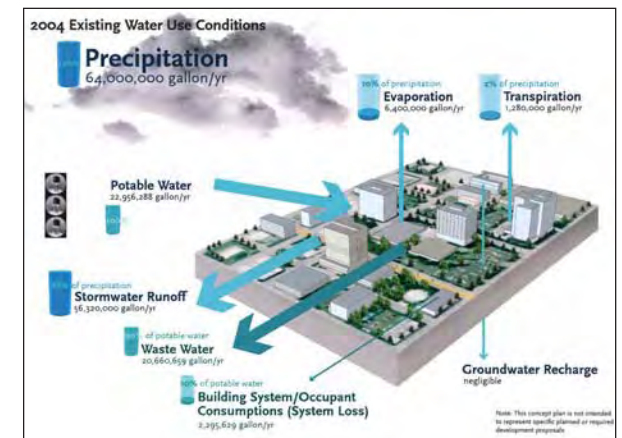 2004 Existing Water Use Conditions
Precipitation
64,000,000 gallon/yr
10% of precipitation
Evaporation
6,400,000 gallon/yr
2% of precipitation
Transpiration
1,280,000 gallon/yr
Potable Water
22,956,288 gallon/yr
of precipitation
Stormwater Runoff
56,320,000 gallon/yr
of potable water
Waste Water
20,660,659 gallon/yr
10% of potable water
Building System/Occupant
Consumptions (System Loss)
2,295,629 gallon/yr
Groundwater Recharge
negligible
Note: This concept plan is not intended
to represent specific planned or required
development proposals